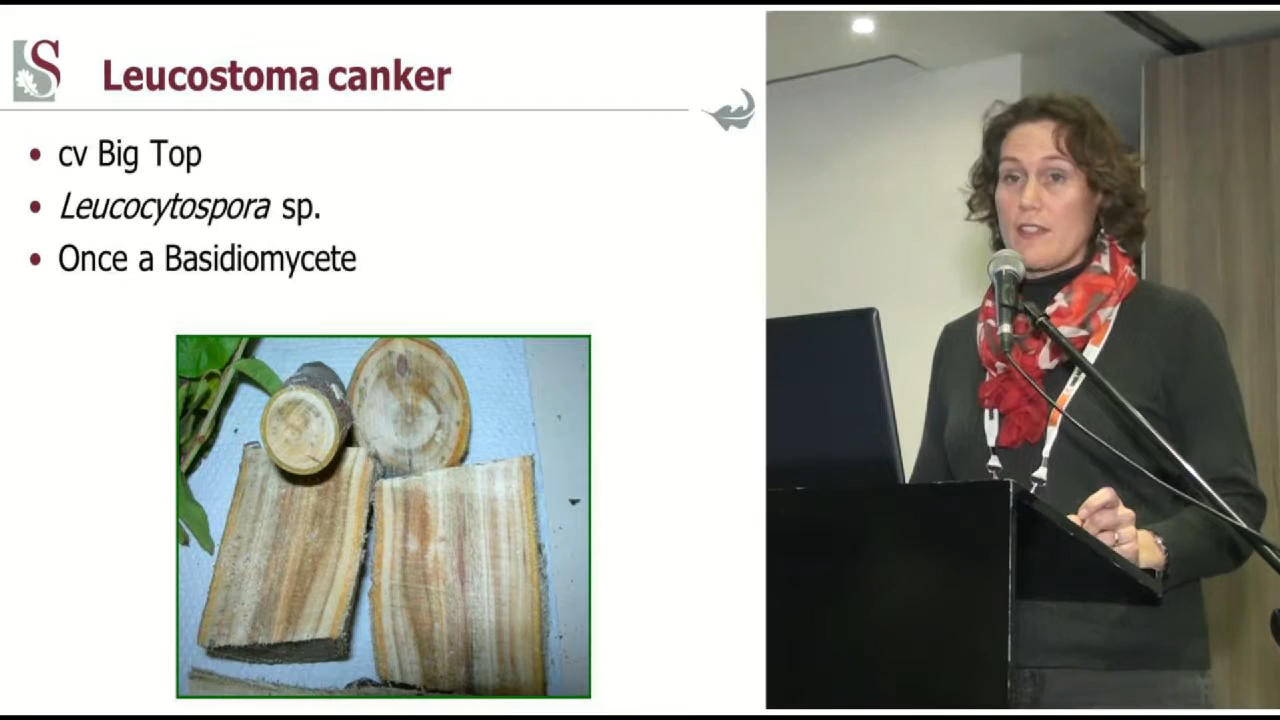 S
Leucostoma canker
• cv Big Top
• Leucocytospora sp.
• Once a Basidiomycete